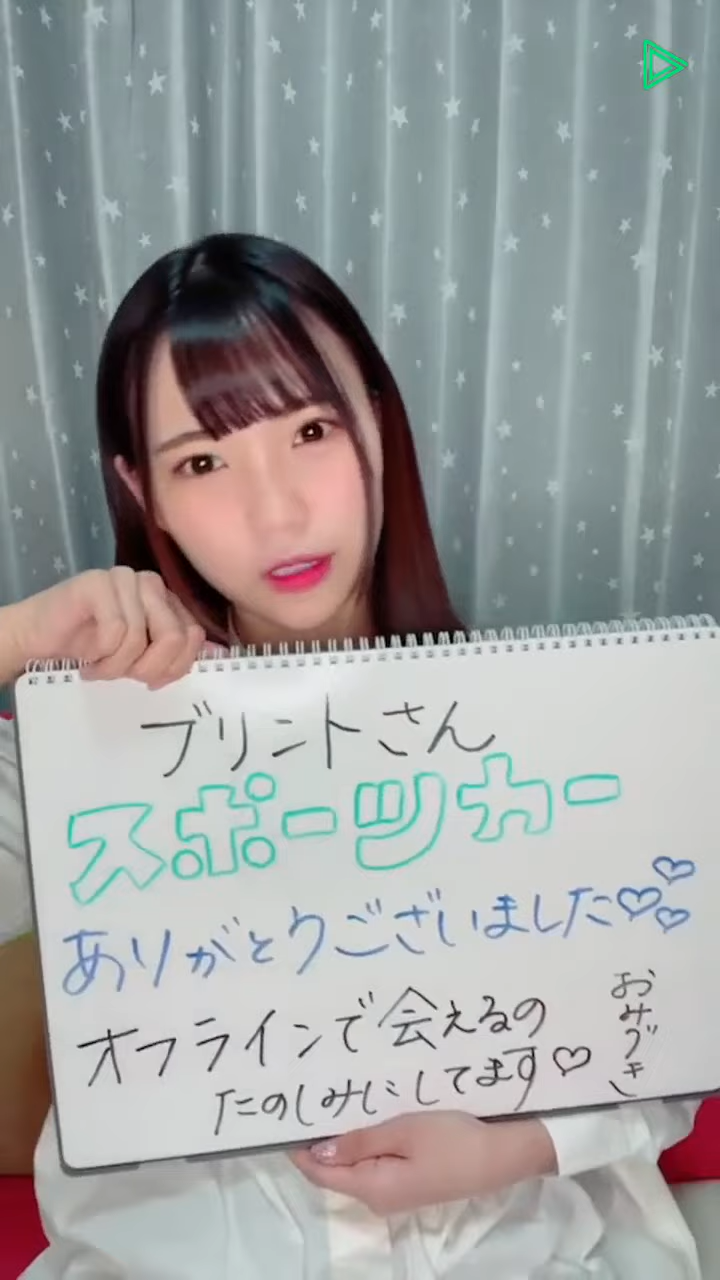 ブリントさん
スポーツカー
ありがとうございました♡♡♡
オフラインで会えるの
たのしみにしてます♡
おみづき